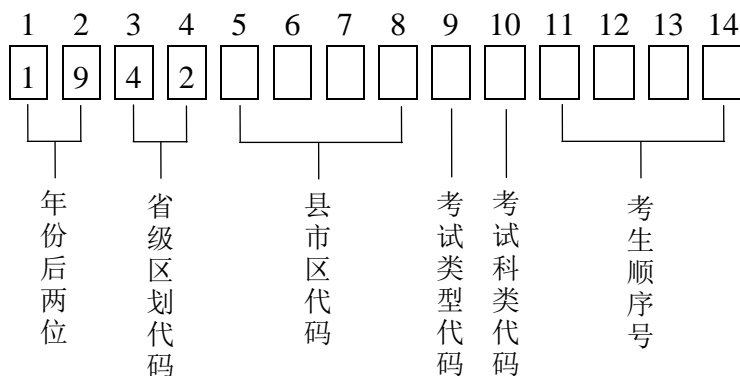 1 2 3 4 5 6 7 8 9 10 11 12 13 14
1 9 4 2
年份后两位
省级区划代码
县市区代码
考试类型代码
考试科类代码
考生顺序号